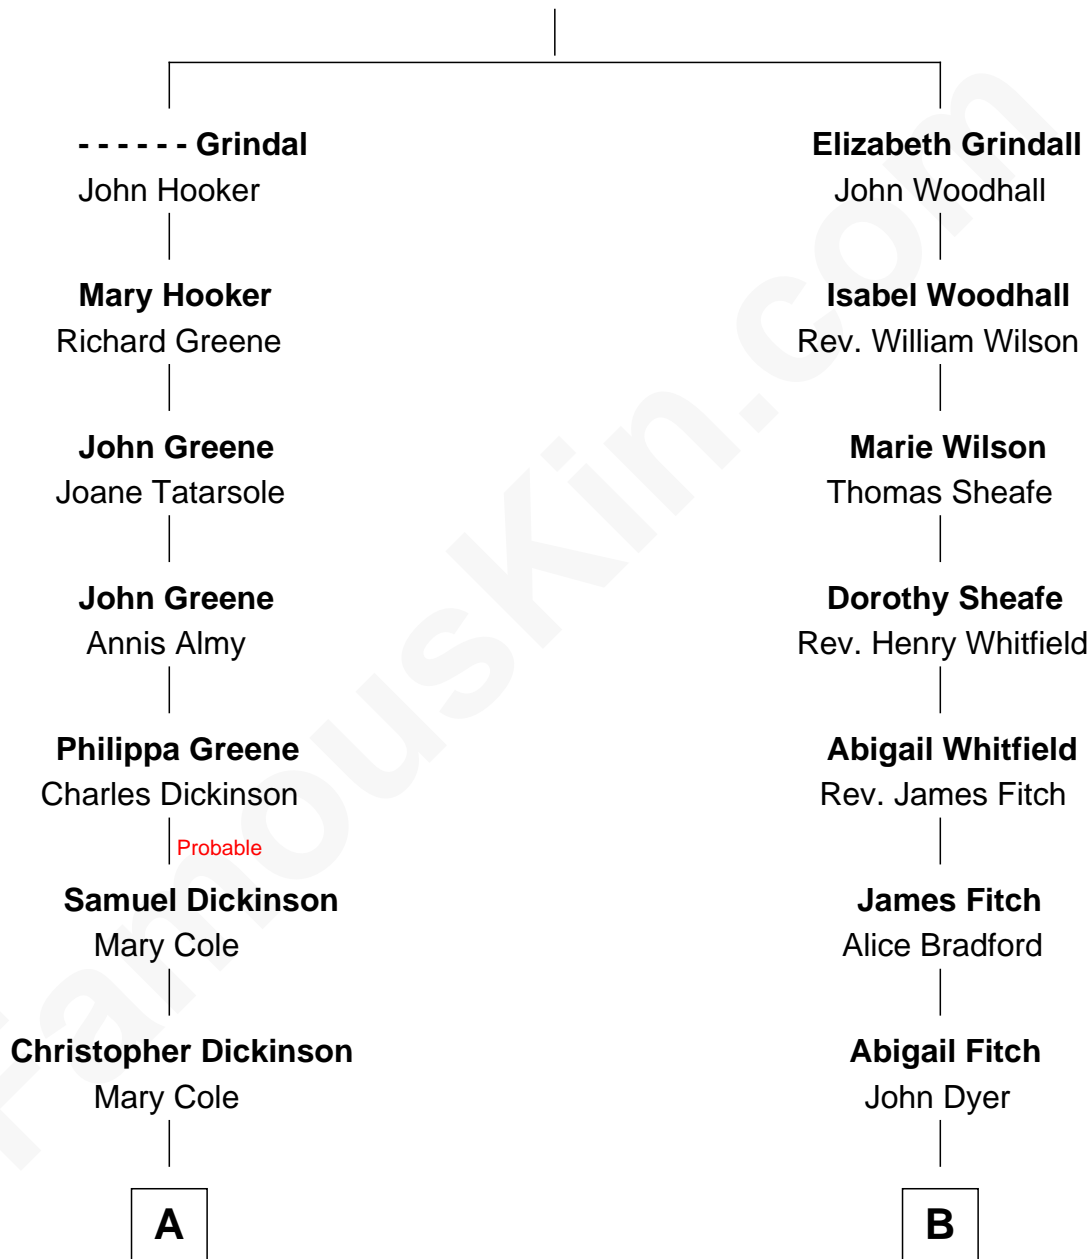 - - - - - - Grindal
John Hooker
Mary Hooker
Richard Greene
John Greene
Joane Tatarsole
John Greene
Annis Almy
Philippa Greene
Charles Dickinson
Probable
Samuel Dickinson
Mary Cole
Christopher Dickinson
Mary Cole
A
Elizabeth Grindall
John Woodhall
Isabel Woodhall
Rev. William Wilson
Marie Wilson
Thomas Sheafe
Dorothy Sheafe
Rev. Henry Whitfield
Abigail Whitfield
Rev. James Fitch
James Fitch
Alice Bradford
Abigail Fitch
John Dyer
B
FamousKin.com